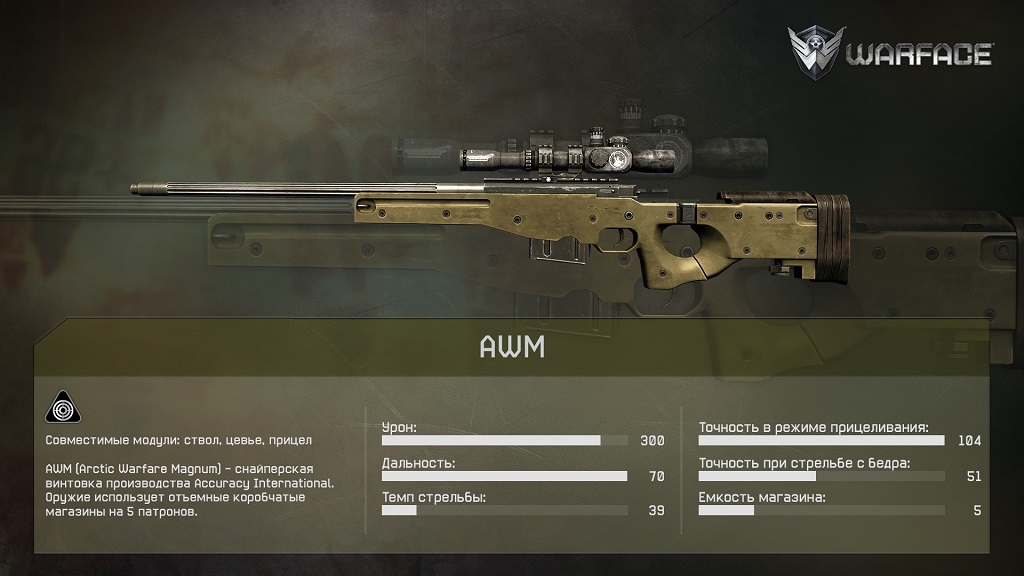 WARFACE
AWM
Совместимые модули: ствол, цевье, прицел
AWM (Arctic Warfare Magnum) - снайперская
винтовка производства Accuracy International.
Оружие использует отъемные коробчатые
магазины на 5 патронов.
Урон:
300
Дальность:
70
Темп стрельбы:
39
Точность в режиме прицеливания:
104
Точность при стрельбе с бедра:
51
Емкость магазина:
5